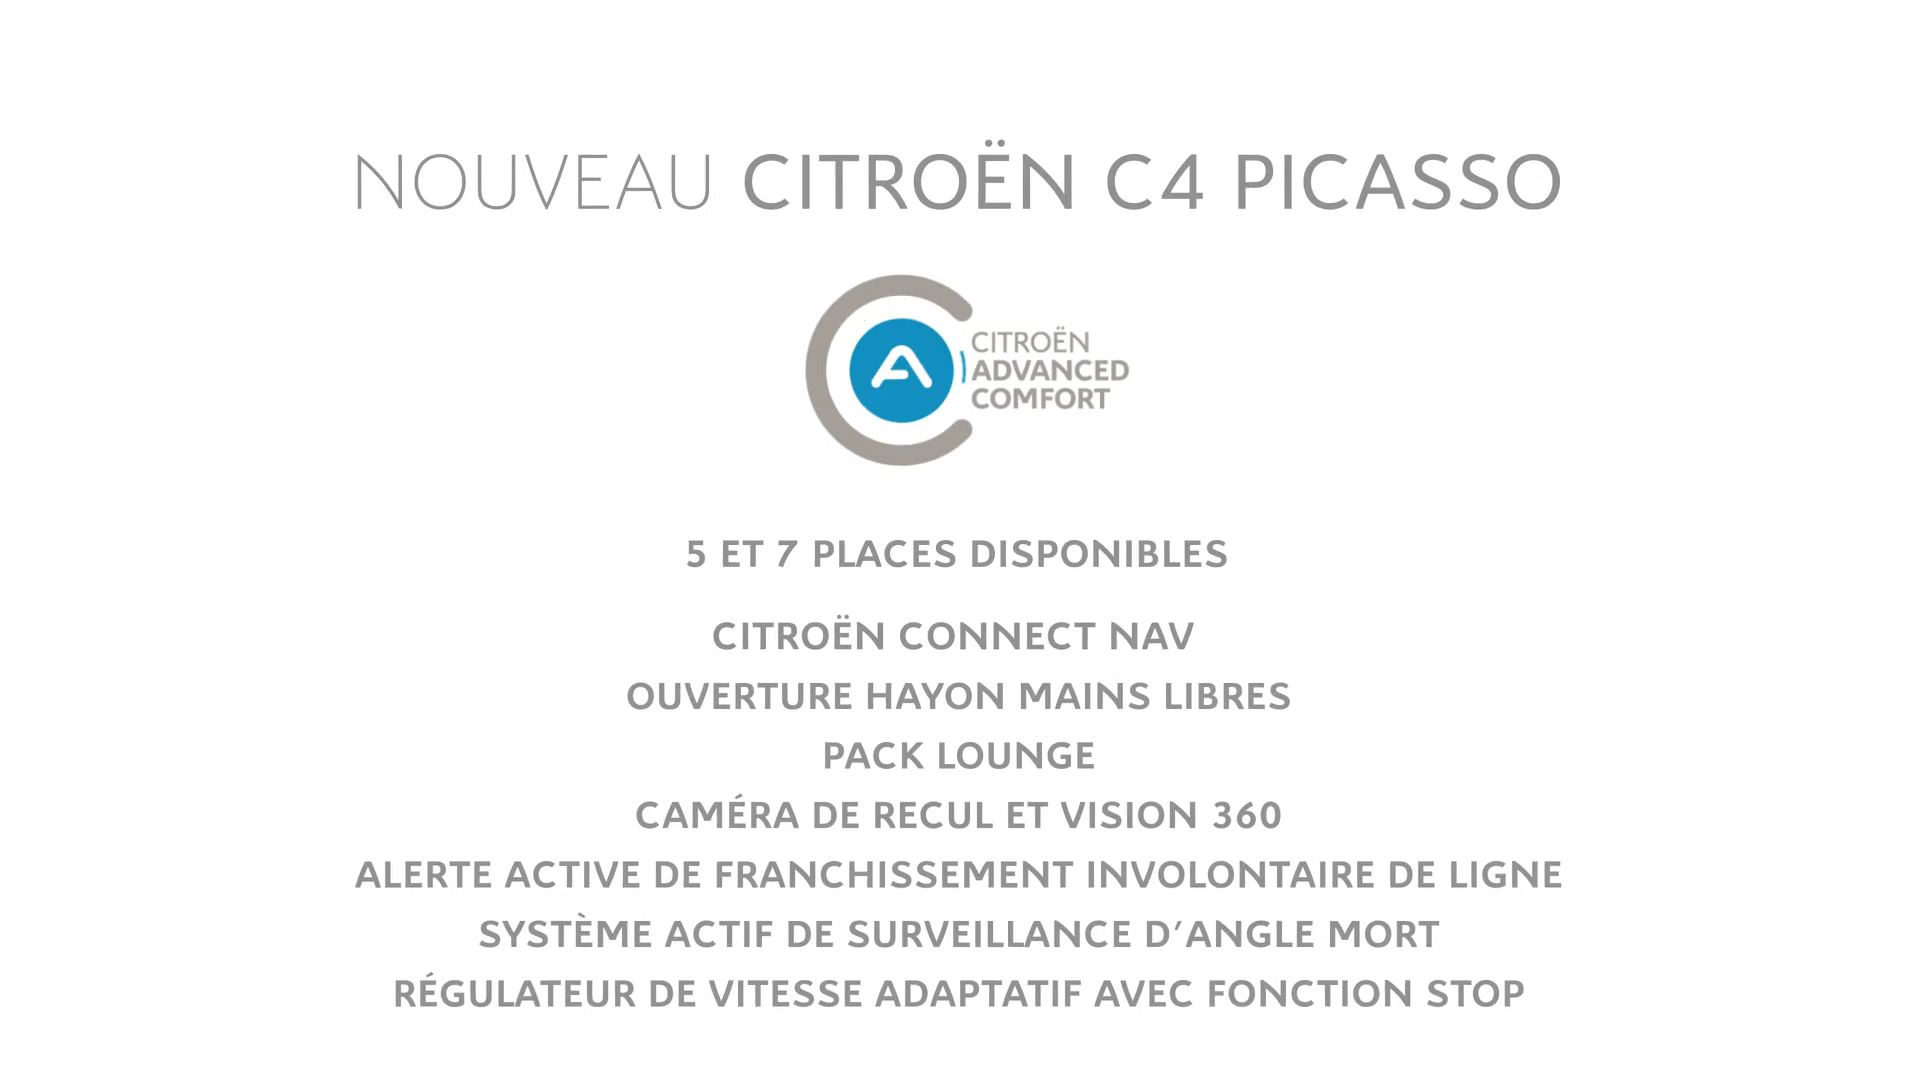 NOUVEAU CITROËN C4 PICASSO
A
CITROËN
ADVANCED
COMFORT
5 ET 7 PLACES DISPONIBLES
CITROËN CONNECT NAV
OUVERTURE HAYON MAINS LIBRES
PACK LOUNGE
CAMÉRA DE RECUL ET VISION 360
ALERTE ACTIVE DE FRANCHISSEMENT INVOLONTAIRE DE LIGNE
SYSTÈME ACTIF DE SURVEILLANCE D'ANGLE MORT
RÉGULATEUR DE VITESSE ADAPTATIF AVEC FONCTION STOP